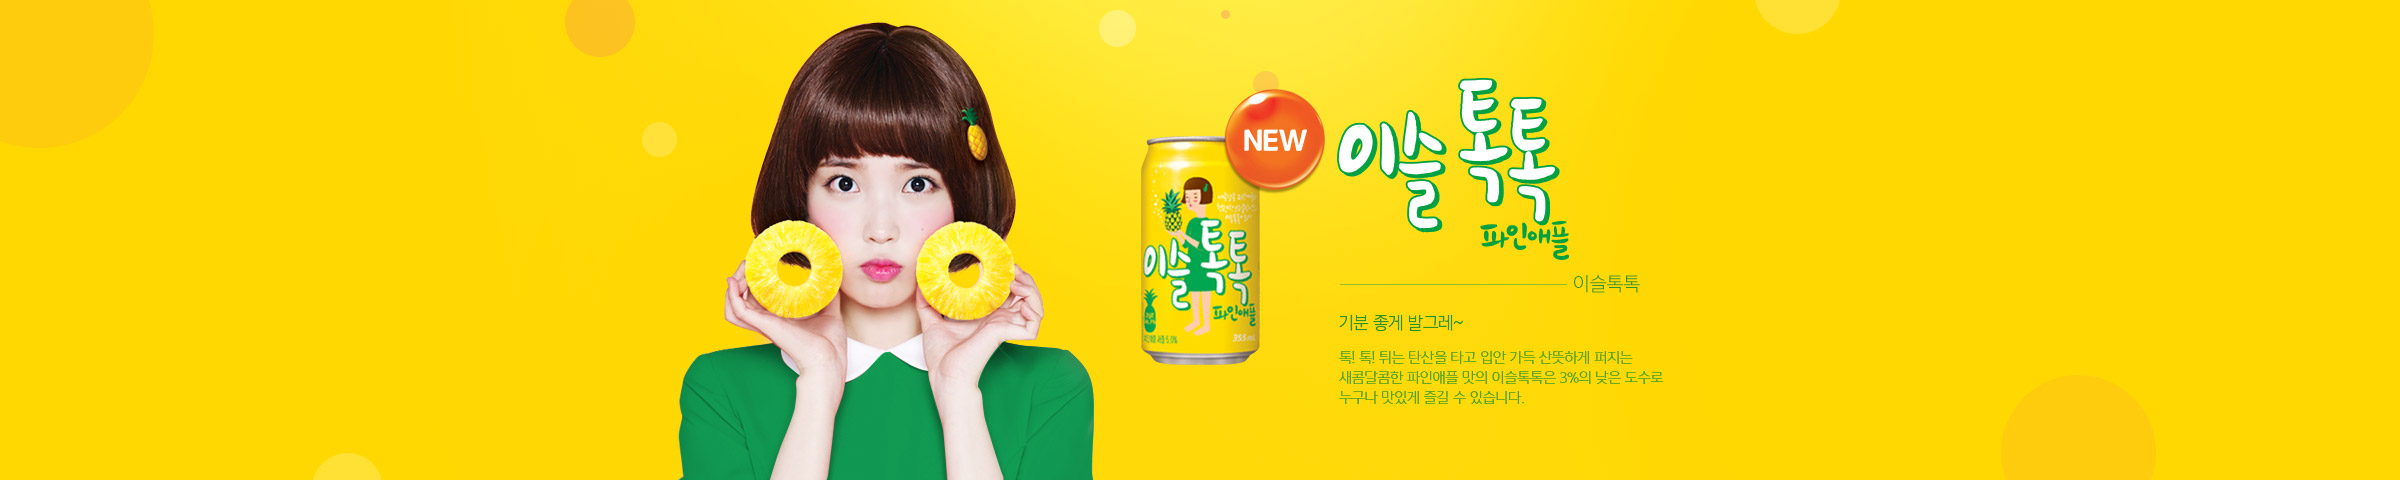 NEW
이슬톡톡
파인애플
이슬톡톡
파인애플
355
이슬톡톡
기분 좋게 발그레~
톡! 톡! 튀는 탄산을 타고 입안 가득 산뜻하게 퍼지는
새콤달콤한 파인애플 맛의 이슬톡톡은 3%의 낮은 도수로
누구나 맛있게 즐길 수 있습니다.